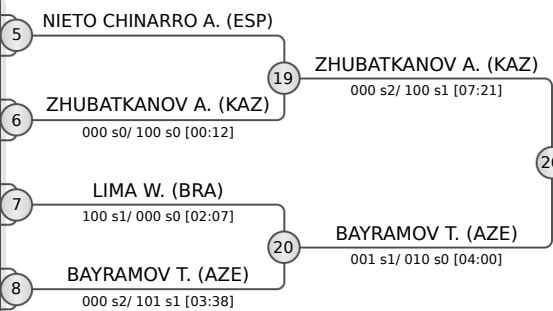 NIETO CHINARRO A. (ESP)
5
ZHUBATKANOV A. (KAZ)
19
000 s2/ 100 s1 [07:21]
ZHUBATKANOV A. (KAZ)
6
000 s0/ 100 s0 [00:12]
LIMA W. (BRA)
7
100 s1/ 000 s0 [02:07]
BAYRAMOV T. (AZE)
20
001 s1/ 010 s0 [04:00]
BAYRAMOV T. (AZE)
8
000 s2/ 101 s1 [03:38]